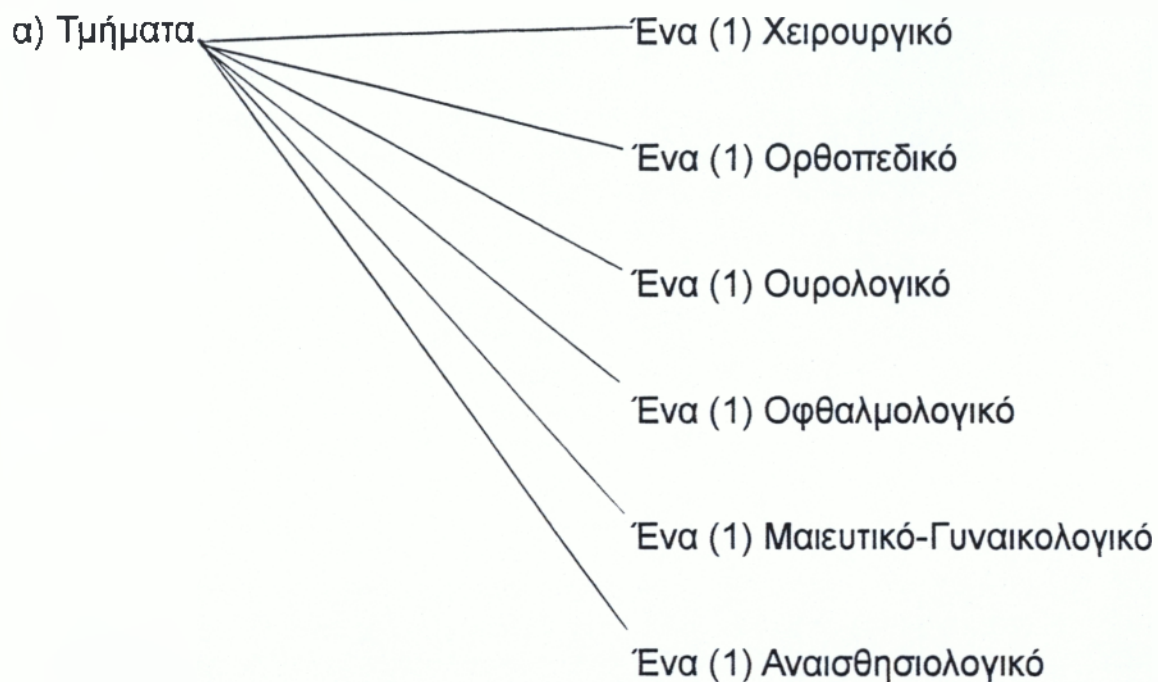 α) Τμήματα
Ένα (1) Χειρουργικό
Ένα (1) Ορθοπεδικό
Ένα (1) Ουρολογικό
Ένα (1) Οφθαλμολογικό
Ένα (1) Μαιευτικό-Γυναικολογικό
Ένα (1) Αναισθησιολογικό